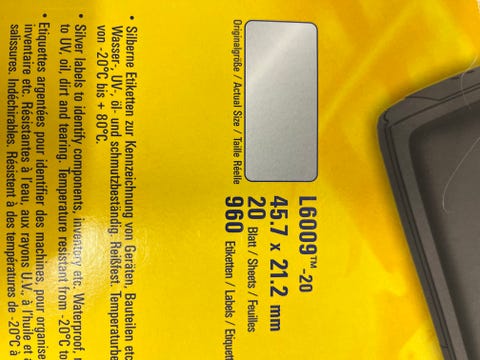 L6009™ -20
45.7 x 21.2 mm
20 Blatt / Sheets / Feuilles
960 Etiketten / Labels /
Originalgröße / Actual Size / Taille Réelle
• Silberne Etiketten zur Kennzeichnung von Geräten, Bauteilen etc
Wasser-, UV-, öl- und schmutzbeständig. Reißfest.
von -20°C bis + 80°C.
• Silver labels to identify components, inventory etc. Waterproof,
to UV, oil, dirt and tearing. Temperature resistant from -20°C to
• Etiquettes argentées pour identifier des machines, pour
inventaire etc. Résistantes à l'eau, aux rayons U.V., à l'huile et
salissures. Indéchirables. Résistent à des températures de -20°C à